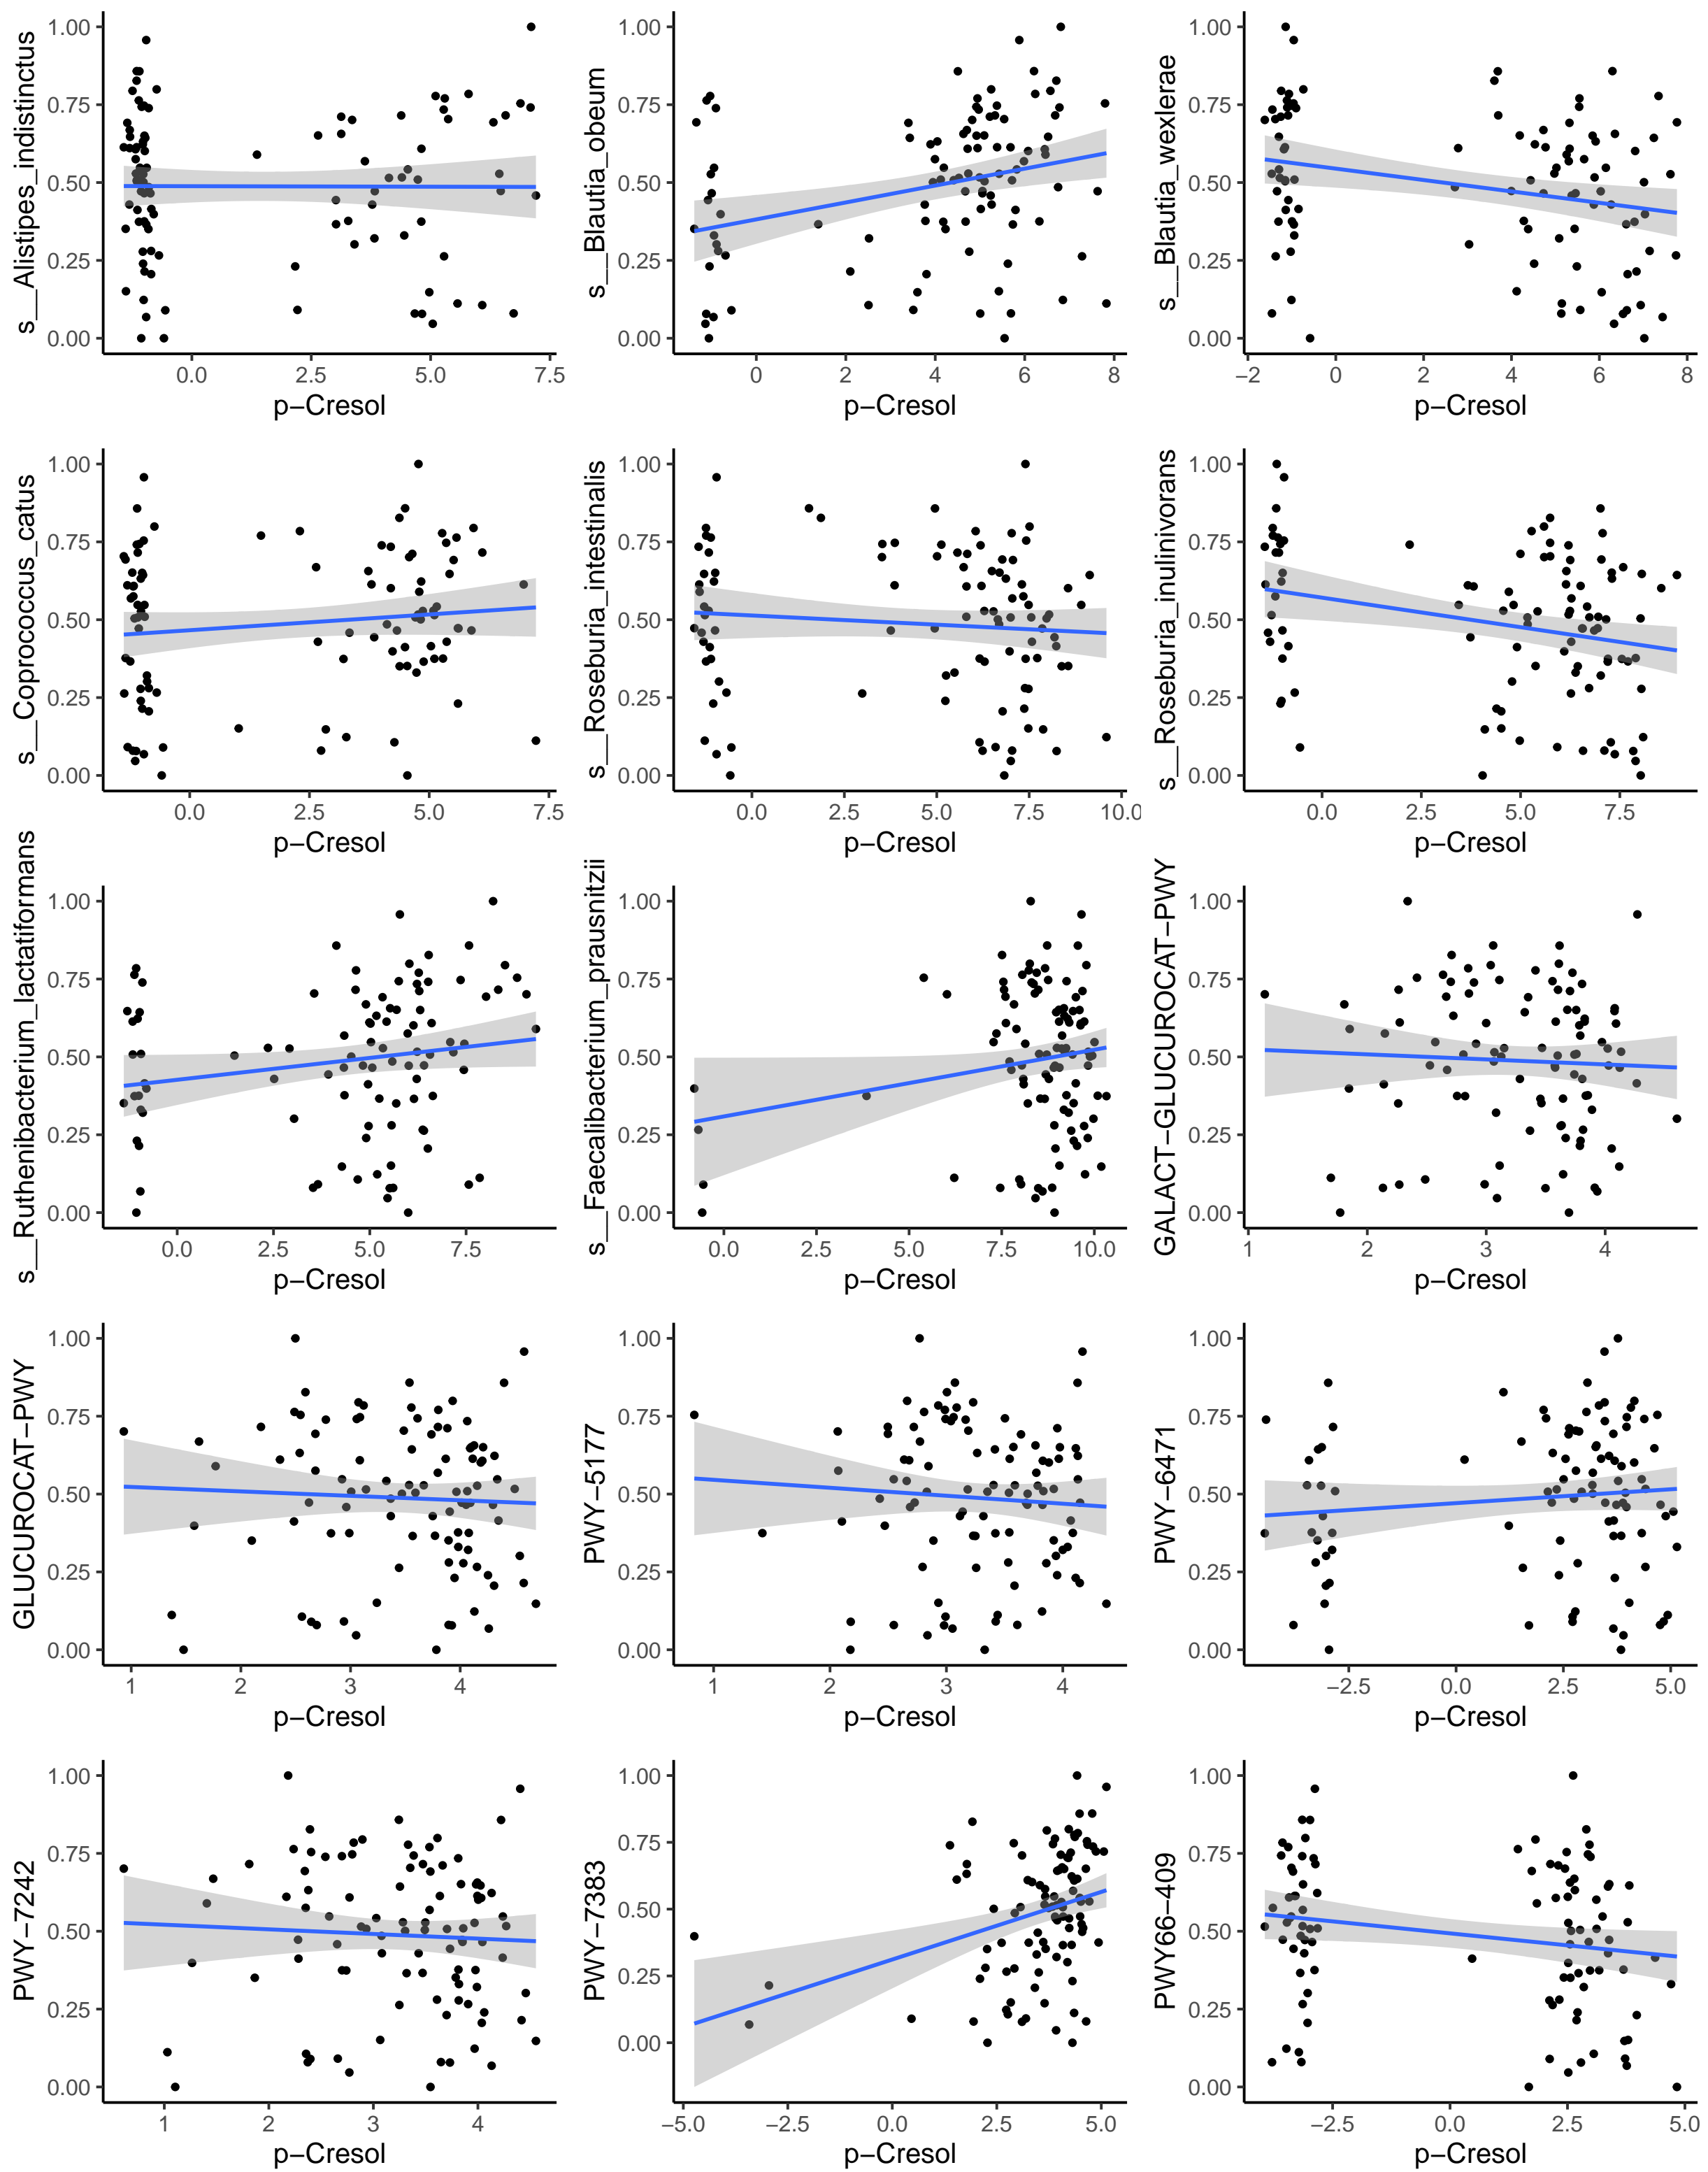 s__Alistipes_indistinctus
1.00
0.75
0.50
0.25
0.00
0.0 2.5 5.0 7.5
p−Cresol
s__Blautia_obeum
1.00
0.75
0.50
0.25
0.00
0 2 4 6 8
p−Cresol
s__Blautia_wexlerae
1.00
0.75
0.50
0.25
0.00
−2 0 2 4 6 8
p−Cresol
s__Coprococcus_catus
1.00
0.75
0.50
0.25
0.00
0.0 2.5 5.0 7.5
p−Cresol
s__Roseburia_intestinalis
1.00
0.75
0.50
0.25
0.00
0.0 2.5 5.0 7.5 10.0
p−Cresol
s__Roseburia_inulinivorans
1.00
0.75
0.50
0.25
0.00
0.0 2.5 5.0 7.5
p−Cresol
s__Ruthenibacterium_lactatiformans
1.00
0.75
0.50
0.25
0.00
0.0 2.5 5.0 7.5
p−Cresol
s__Faecalibacterium_prausnitzii
1.00
0.75
0.50
0.25
0.00
0.0 2.5 5.0 7.5 10.0
p−Cresol
GALACT−GLUCUROCAT−PWY
1.00
0.75
0.50
0.25
0.00
1 2 3 4
p−Cresol
GLUCUROCAT−PWY
1.00
0.75
0.50
0.25
0.00
1 2 3 4
p−Cresol
PWY−5177
1.00
0.75
0.50
0.25
0.00
1 2 3 4
p−Cresol
PWY−6471
1.00
0.75
0.50
0.25
0.00
−2.5 0.0 2.5 5.0
p−Cresol
PWY−7242
1.00
0.75
0.50
0.25
0.00
1 2 3 4
p−Cresol
PWY−7383
1.00
0.75
0.50
0.25
0.00
−5.0 −2.5 0.0 2.5 5.0
p−Cresol
PWY66−409
1.00
0.75
0.50
0.25
0.00
−2.5 0.0 2.5 5.0
p−Cresol